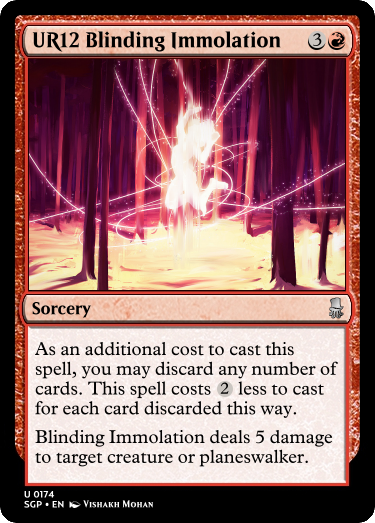 UR12 Blinding Immolation 3
Sorcery
As an additional cost to cast this
spell, you may discard any number of
cards. This spell costs 2 less to cast
for each card discarded this way.
Blinding Immolation deals 5 damage
to target creature or planeswalker.
U 0174
SGP • EN Vishakh Mohan